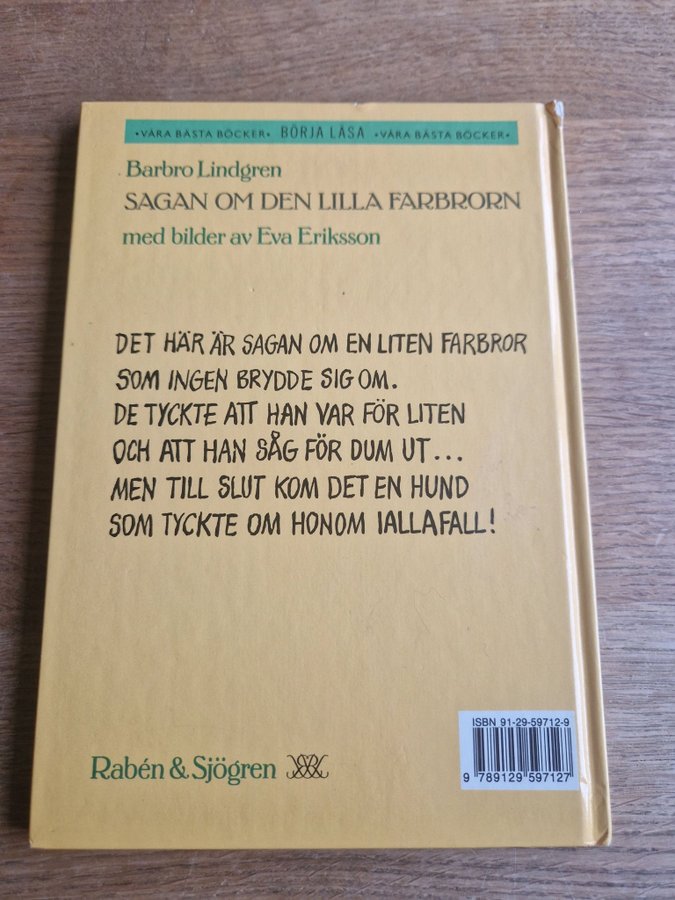 •VÅRA BÄSTA BÖCKER• BÖRJA LÄSA •VÅRA BÄSTA BÖCKER•
Barbro Lindgren
SAGAN OM DEN LILLA FARBRORN
med bilder av Eva Eriksson
DET HÄR ÄR SAGAN OM EN LITEN FARBROR
SOM INGEN BRYDDE SIG OM.
DE TYCKTE ATT HAN VAR FÖR LITEN
OCH ATT HAN SÅG FÖR DUM UT...
MEN TILL SLUT KOM DET EN HUND
SOM TYCKTE OM HONOM IALLAFALL!
ISBN 91-29-59712-9
9 789129 597127
Rabén & Sjögren